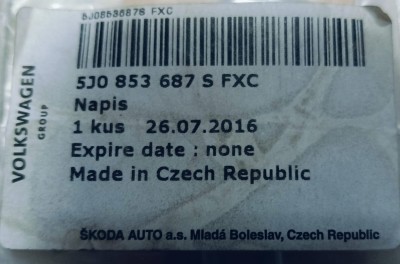 5J0853687S FXC
VOLKSWAGEN
GROUP
5J0 853 687 S FXC
Napis
1 kus 26.07.2016
Expire date : none
Made in Czech Republic
ŠKODA AUTO a.s. Mladá Boleslav, Czech Republic